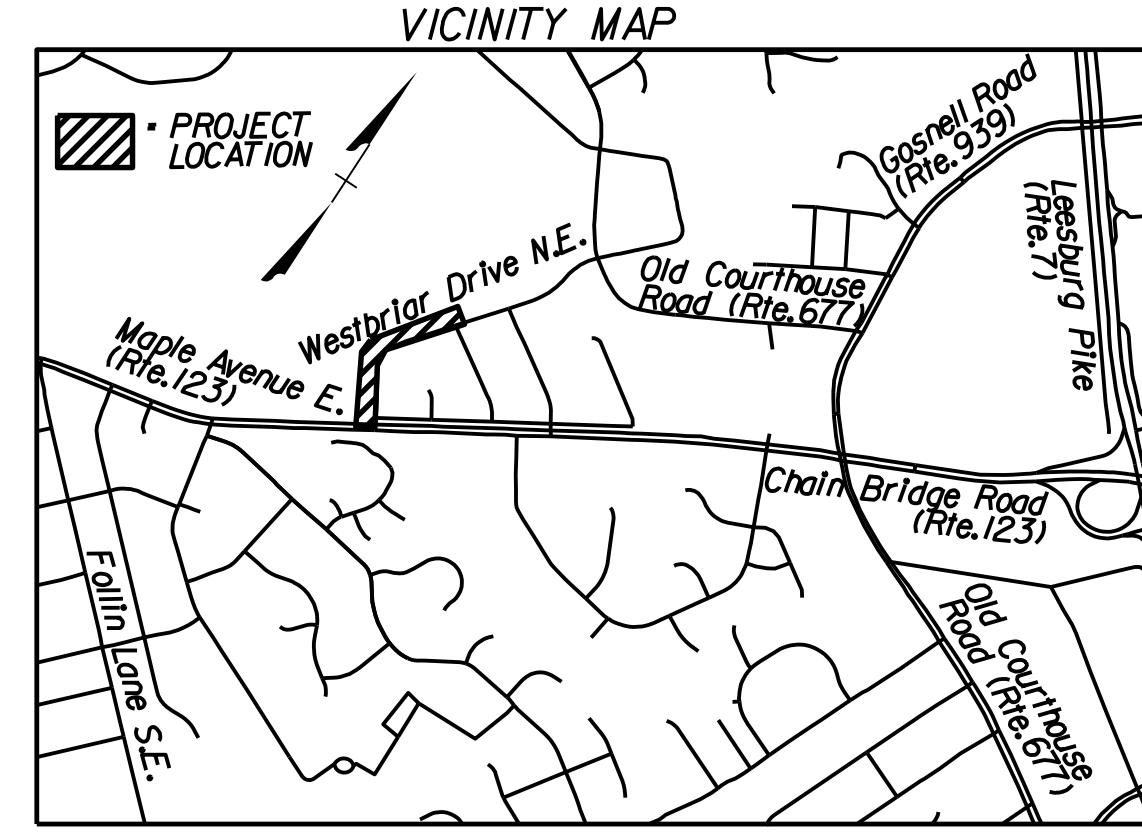 VICINITY MAP
- PROJECT
LOCATION
Gosnell Road
(Rte.939)
Leesburg Pike
(Rte.7)
Westbriar Drive N.E.
Old Courthouse
Road (Rte.677)
Maple Avenue E.
(Rte.123)
Chain Bridge Road
(Rte.123)
Follin Lane S.E.
Old Courthouse
Road (Rte.677)